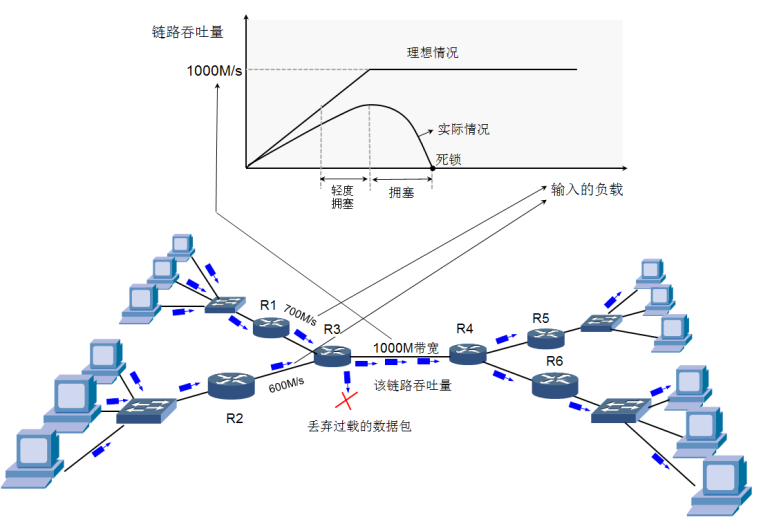 链路吞吐量
理想情况
1000M/s
实际情况
死锁
轻度
拥塞
拥塞
输入的负载
R1
700M/s
R3
R4
R5
1000M带宽
R6
600M/s
该链路吞吐量
R2
丢弃过载的数据包